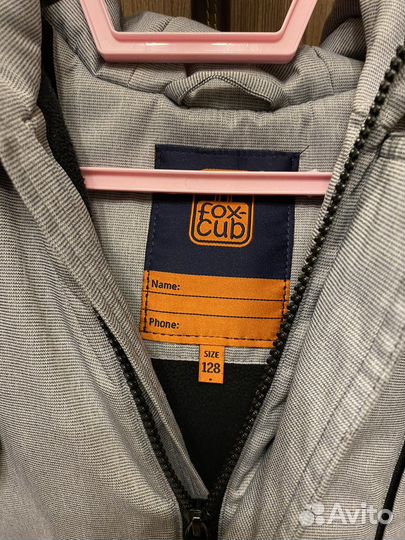 FOX-
CUB
Name:
Phone:
SIZE
128
Avito